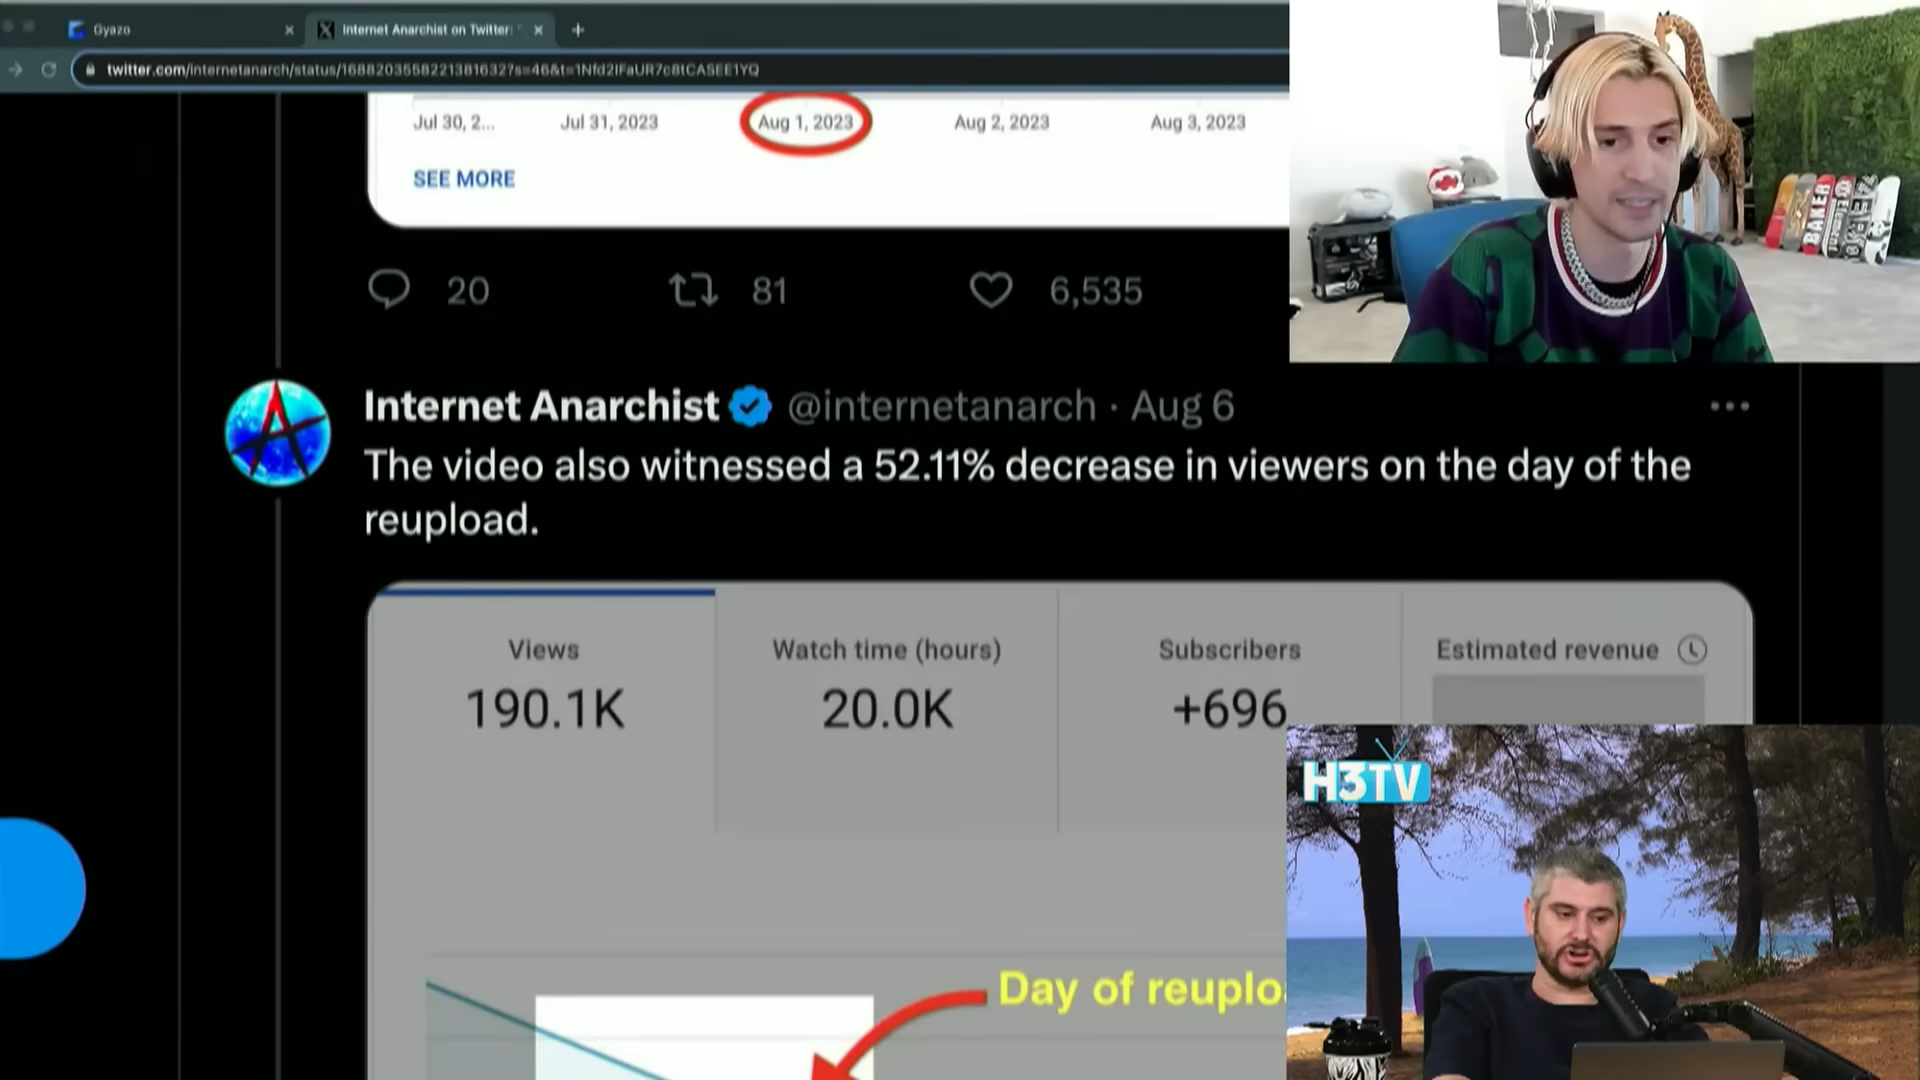 Gyazo
Internet Anarchist on Twitter: "
twitter.com/internetanarch/status/1688203558221381632?s=46&t=1Nfd2IFaUR7c8tCASEE1YQ
Jul 30, 2... Jul 31, 2023 Aug 1, 2023 Aug 2, 2023 Aug 3, 2023
SEE MORE
20 81 6,535
Internet Anarchist @internetanarch · Aug 6
The video also witnessed a 52.11% decrease in viewers on the day of the
reupload.
Views Watch time (hours) Subscribers Estimated revenue
190.1K 20.0K +696
H3TV
Day of reuplo
BAKER